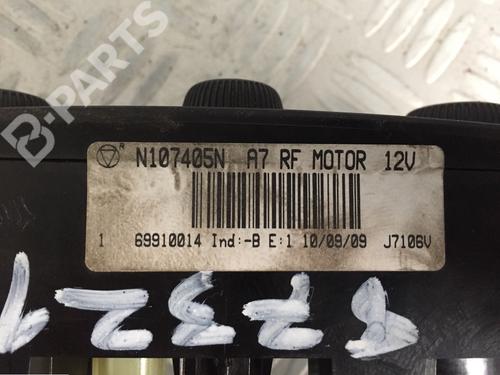 B-PARTS
R N107405N A7 RF MOTOR 12V
1 69910014 Ind:-B E:1 10/09/09 J7106V